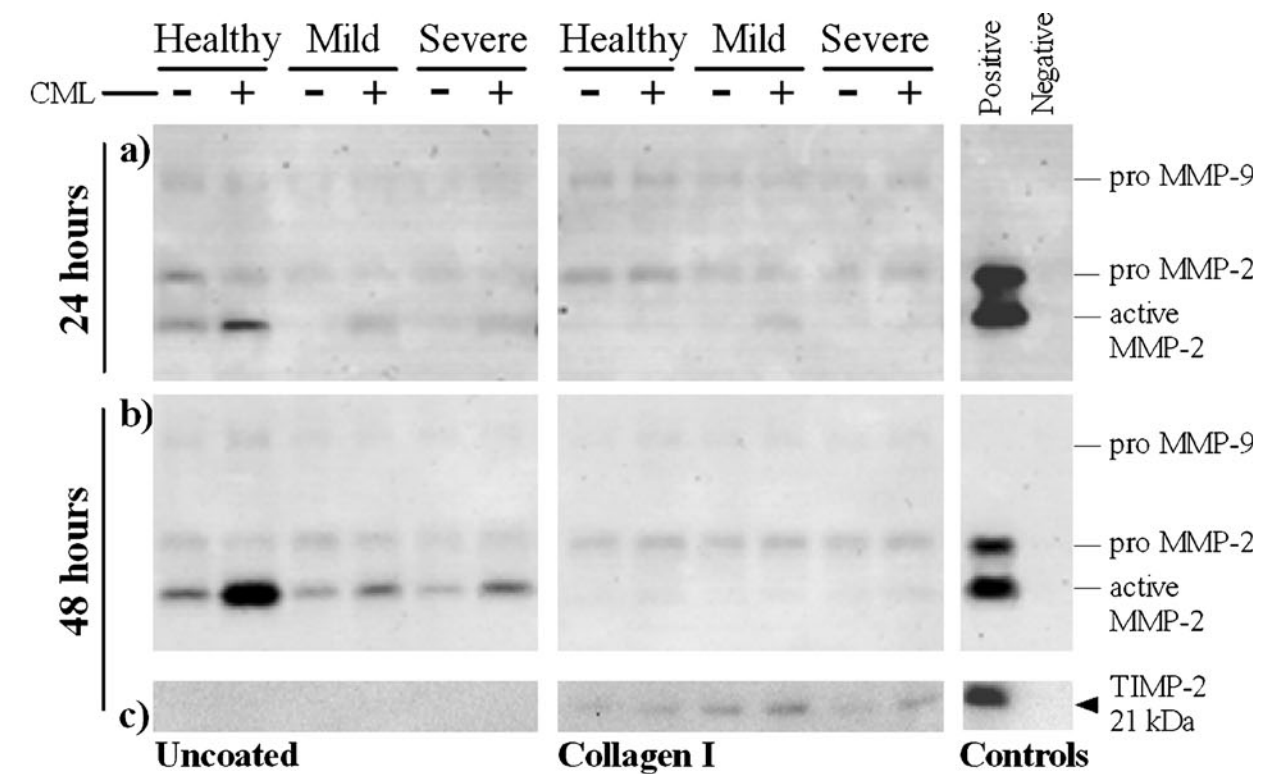 Healthy Mild Severe Healthy Mild Severe Positive Negative
CML - + - + - + - + - + - +
24 hours
a)
pro MMP-9
pro MMP-2
active
MMP-2
48 hours
b)
pro MMP-9
pro MMP-2
active
MMP-2
c)
TIMP-2
21 kDa
Uncoated Collagen I Controls